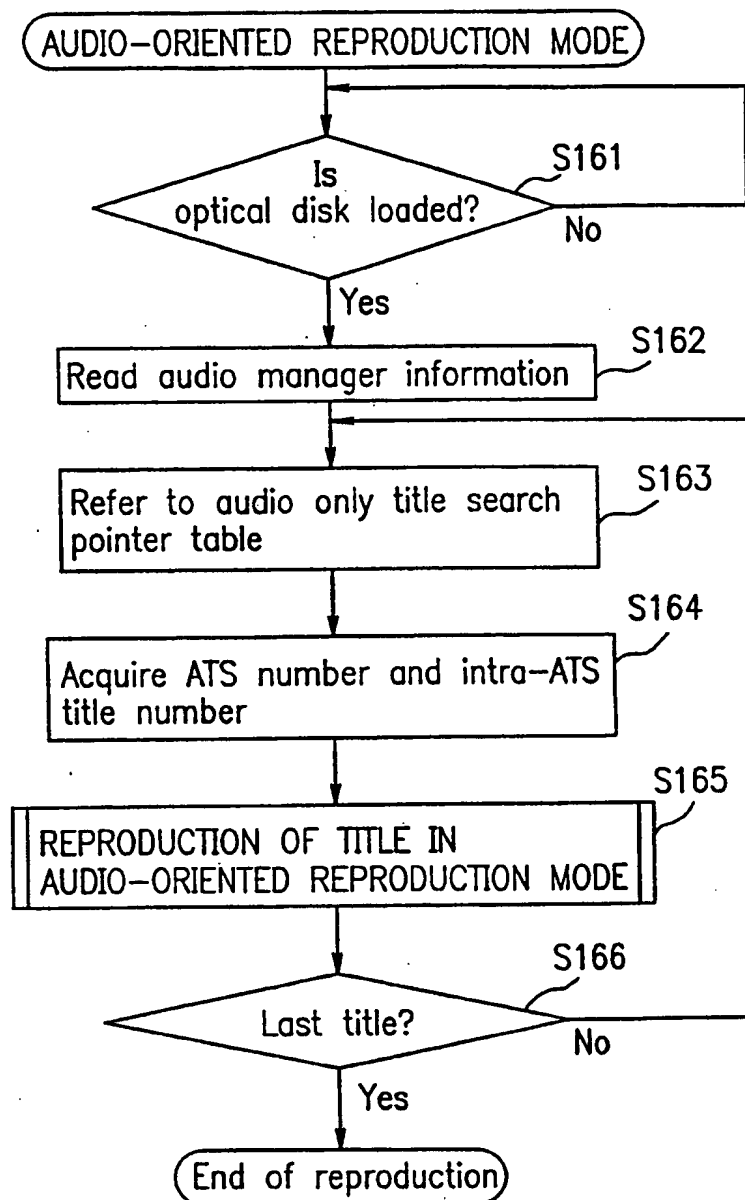 AUDIO-ORIENTED REPRODUCTION MODE
S161
Is
optical disk loaded?
No
Yes
S162
Read audio manager information
S163
Refer to audio only title search
pointer table
S164
Acquire ATS number and intra-ATS
title number
S165
REPRODUCTION OF TITLE IN
AUDIO-ORIENTED REPRODUCTION MODE
S166
Last title?
No
Yes
End of reproduction